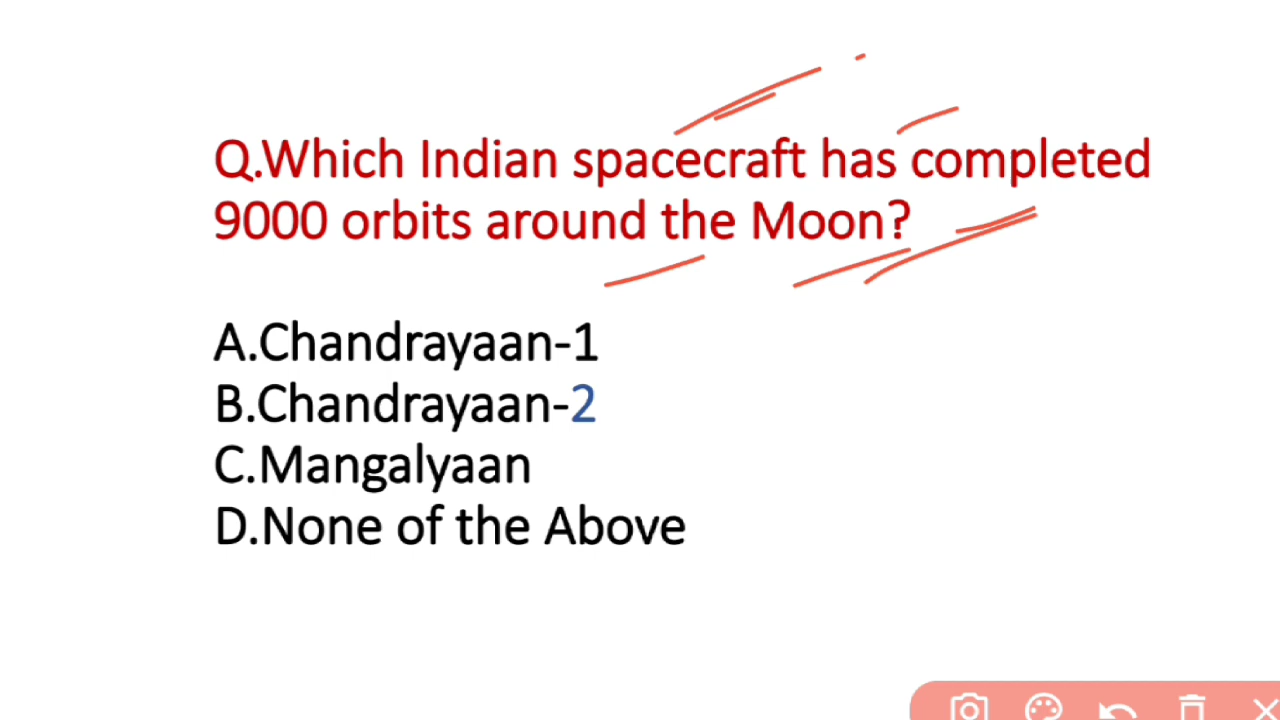 Q.Which Indian spacecraft has completed
9000 orbits around the Moon?
A.Chandrayaan-1
B.Chandrayaan-2
C.Mangalyaan
D.None of the Above